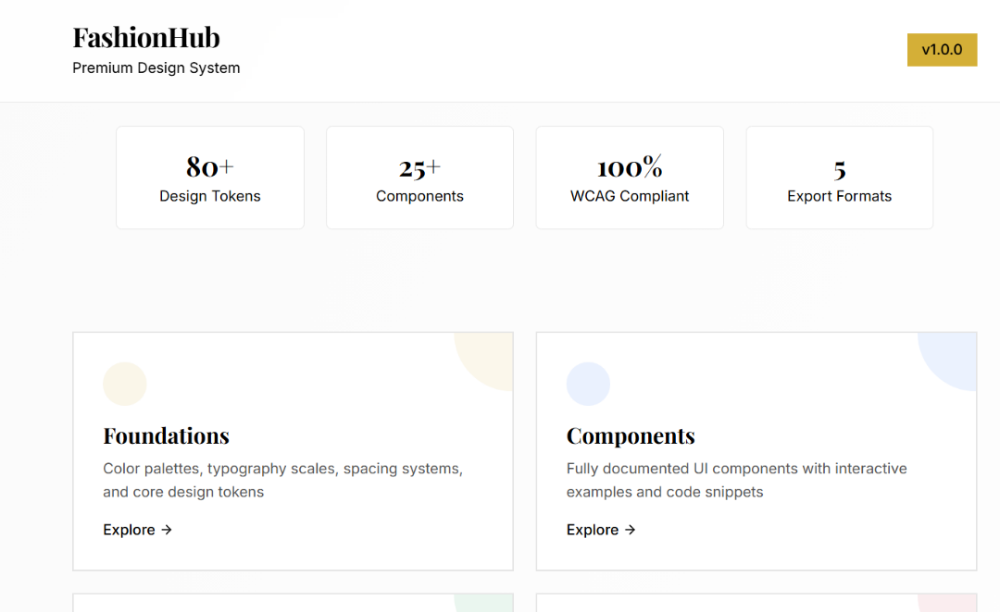 FashionHub
Premium Design System
v1.0.0
80+
Design Tokens
25+
Components
100%
WCAG Compliant
5
Export Formats
Foundations
Color palettes, typography scales, spacing systems,
and core design tokens
Explore →
Components
Fully documented UI components with interactive
examples and code snippets
Explore →